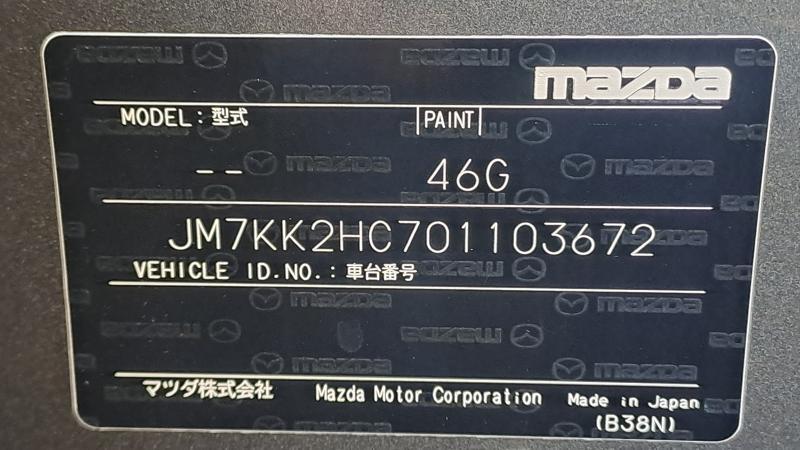 mazda
MODEL：型式 PAINT
-- 46G
JM7KK2HC701103672
VEHICLE ID.NO.：車台番号
マツダ株式会社 Mazda Motor Corporation Made in Japan
(B38N)